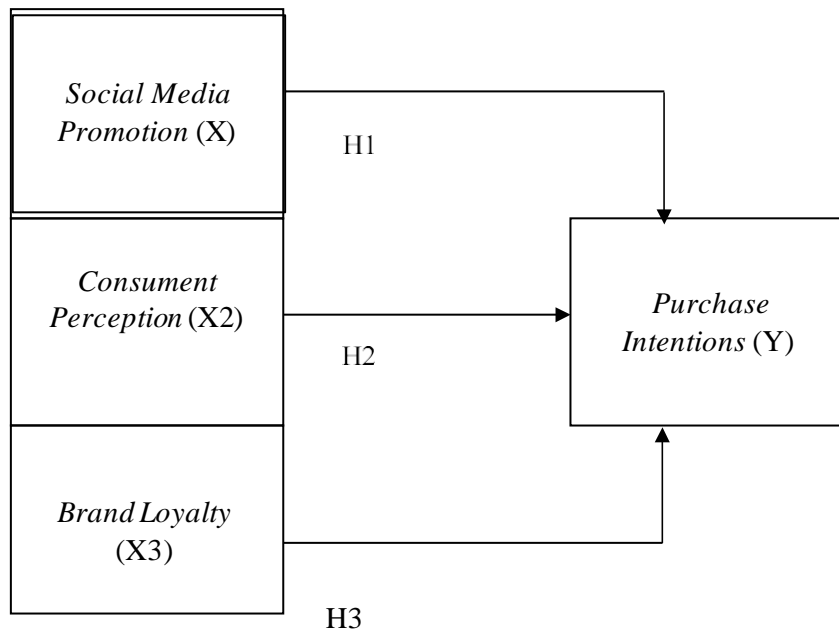 Social Media
Promotion (X)
H1
Consument
Perception (X2)
Purchase
Intentions (Y)
H2
Brand Loyalty
(X3)
H3